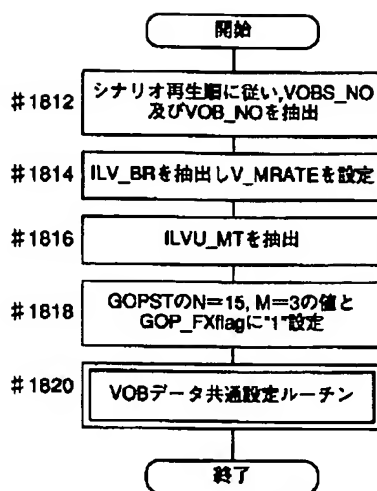 開始
#1812
シナリオ再生順に従い,VOBS_NO
及びVOB_NOを抽出
#1814
ILV_BRを抽出しV_MRATEを設定
#1816
ILVU_MTを抽出
#1818
GOPSTのN=15, M=3の値と
GOP_FXflagに"1"設定
#1820
VOBデータ共通設定ルーチン
終了